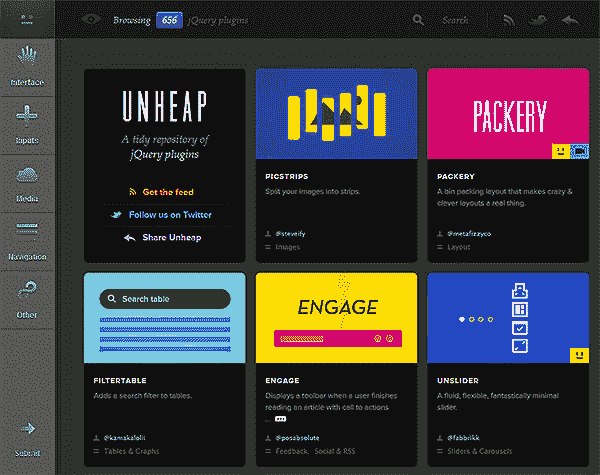 Browsing 656 jQuery plugins
Search
Interface
Inputs
Media
Navigation
Other
Submit
UNHEAP
A tidy repository of
jQuery plugins
Get the feed
Follow us on Twitter
Share Unheap
PICSTRIPS
Split your images into strips.
@steveify
Images
PACKERY
PACKERY
A bin packing layout that makes crazy &
clever layouts a real thing.
@metafizzyco
Layout
Search table
FILTERTABLE
Adds a search filter to tables.
Tables & Graphs
ENGAGE
ENGAGE
Displays a toolbar when a user finishes
reading an article with call to actions
...
@posabsolute
Feedback, Social & RSS
UNSLIDER
A fluid, flexible, fantastically minimal
slider.
@fabbrikk
Sliders & Carousels